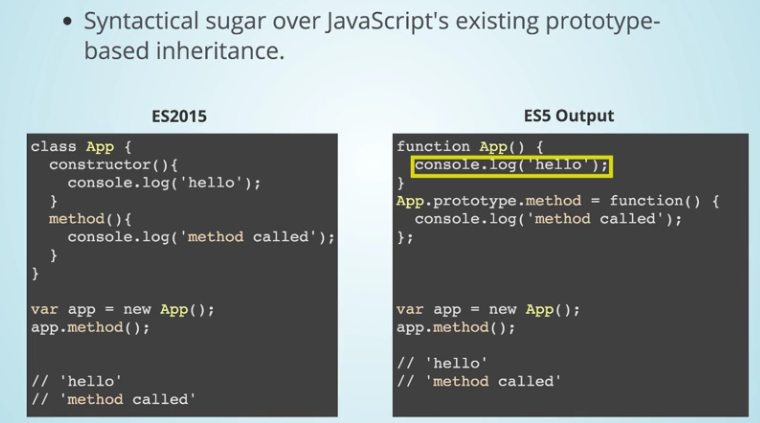 • Syntactical sugar over JavaScript's existing prototype-
based inheritance.
ES2015
class App {
  constructor(){
    console.log('hello');
  }
  method(){
    console.log('method called');
  }
}
var app = new App();
app.method();
// 'hello'
// 'method called'
ES5 Output
function App() {
  console.log('hello');
}
App.prototype.method = function() {
  console.log('method called');
};
var app = new App();
app.method();
// 'hello'
// 'method called'